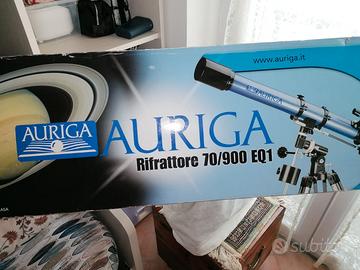 www.auriga.it
AURIGA
AURIGA
Rifrattore 70/900 EQ1
subito